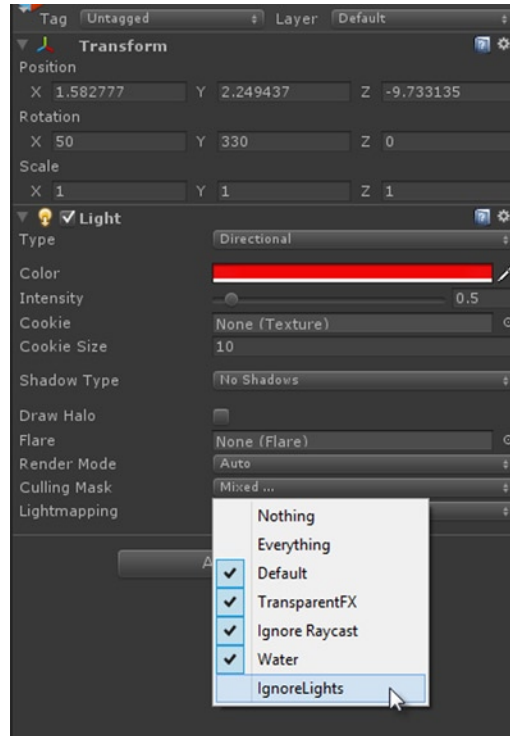 Tag Untagged Layer Default
Transform
Position
X 1.582777 Y 2.249437 Z -9.733135
Rotation
X 50 Y 330 Z 0
Scale
X 1 Y 1 Z 1
Light
Type Directional
Color
Intensity 0.5
Cookie None (Texture)
Cookie Size 10
Shadow Type No Shadows
Draw Halo
Flare None (Flare)
Render Mode Auto
Culling Mask Mixed ...
Lightmapping
Nothing
Everything
A
Default
TransparentFX
Ignore Raycast
Water
IgnoreLights